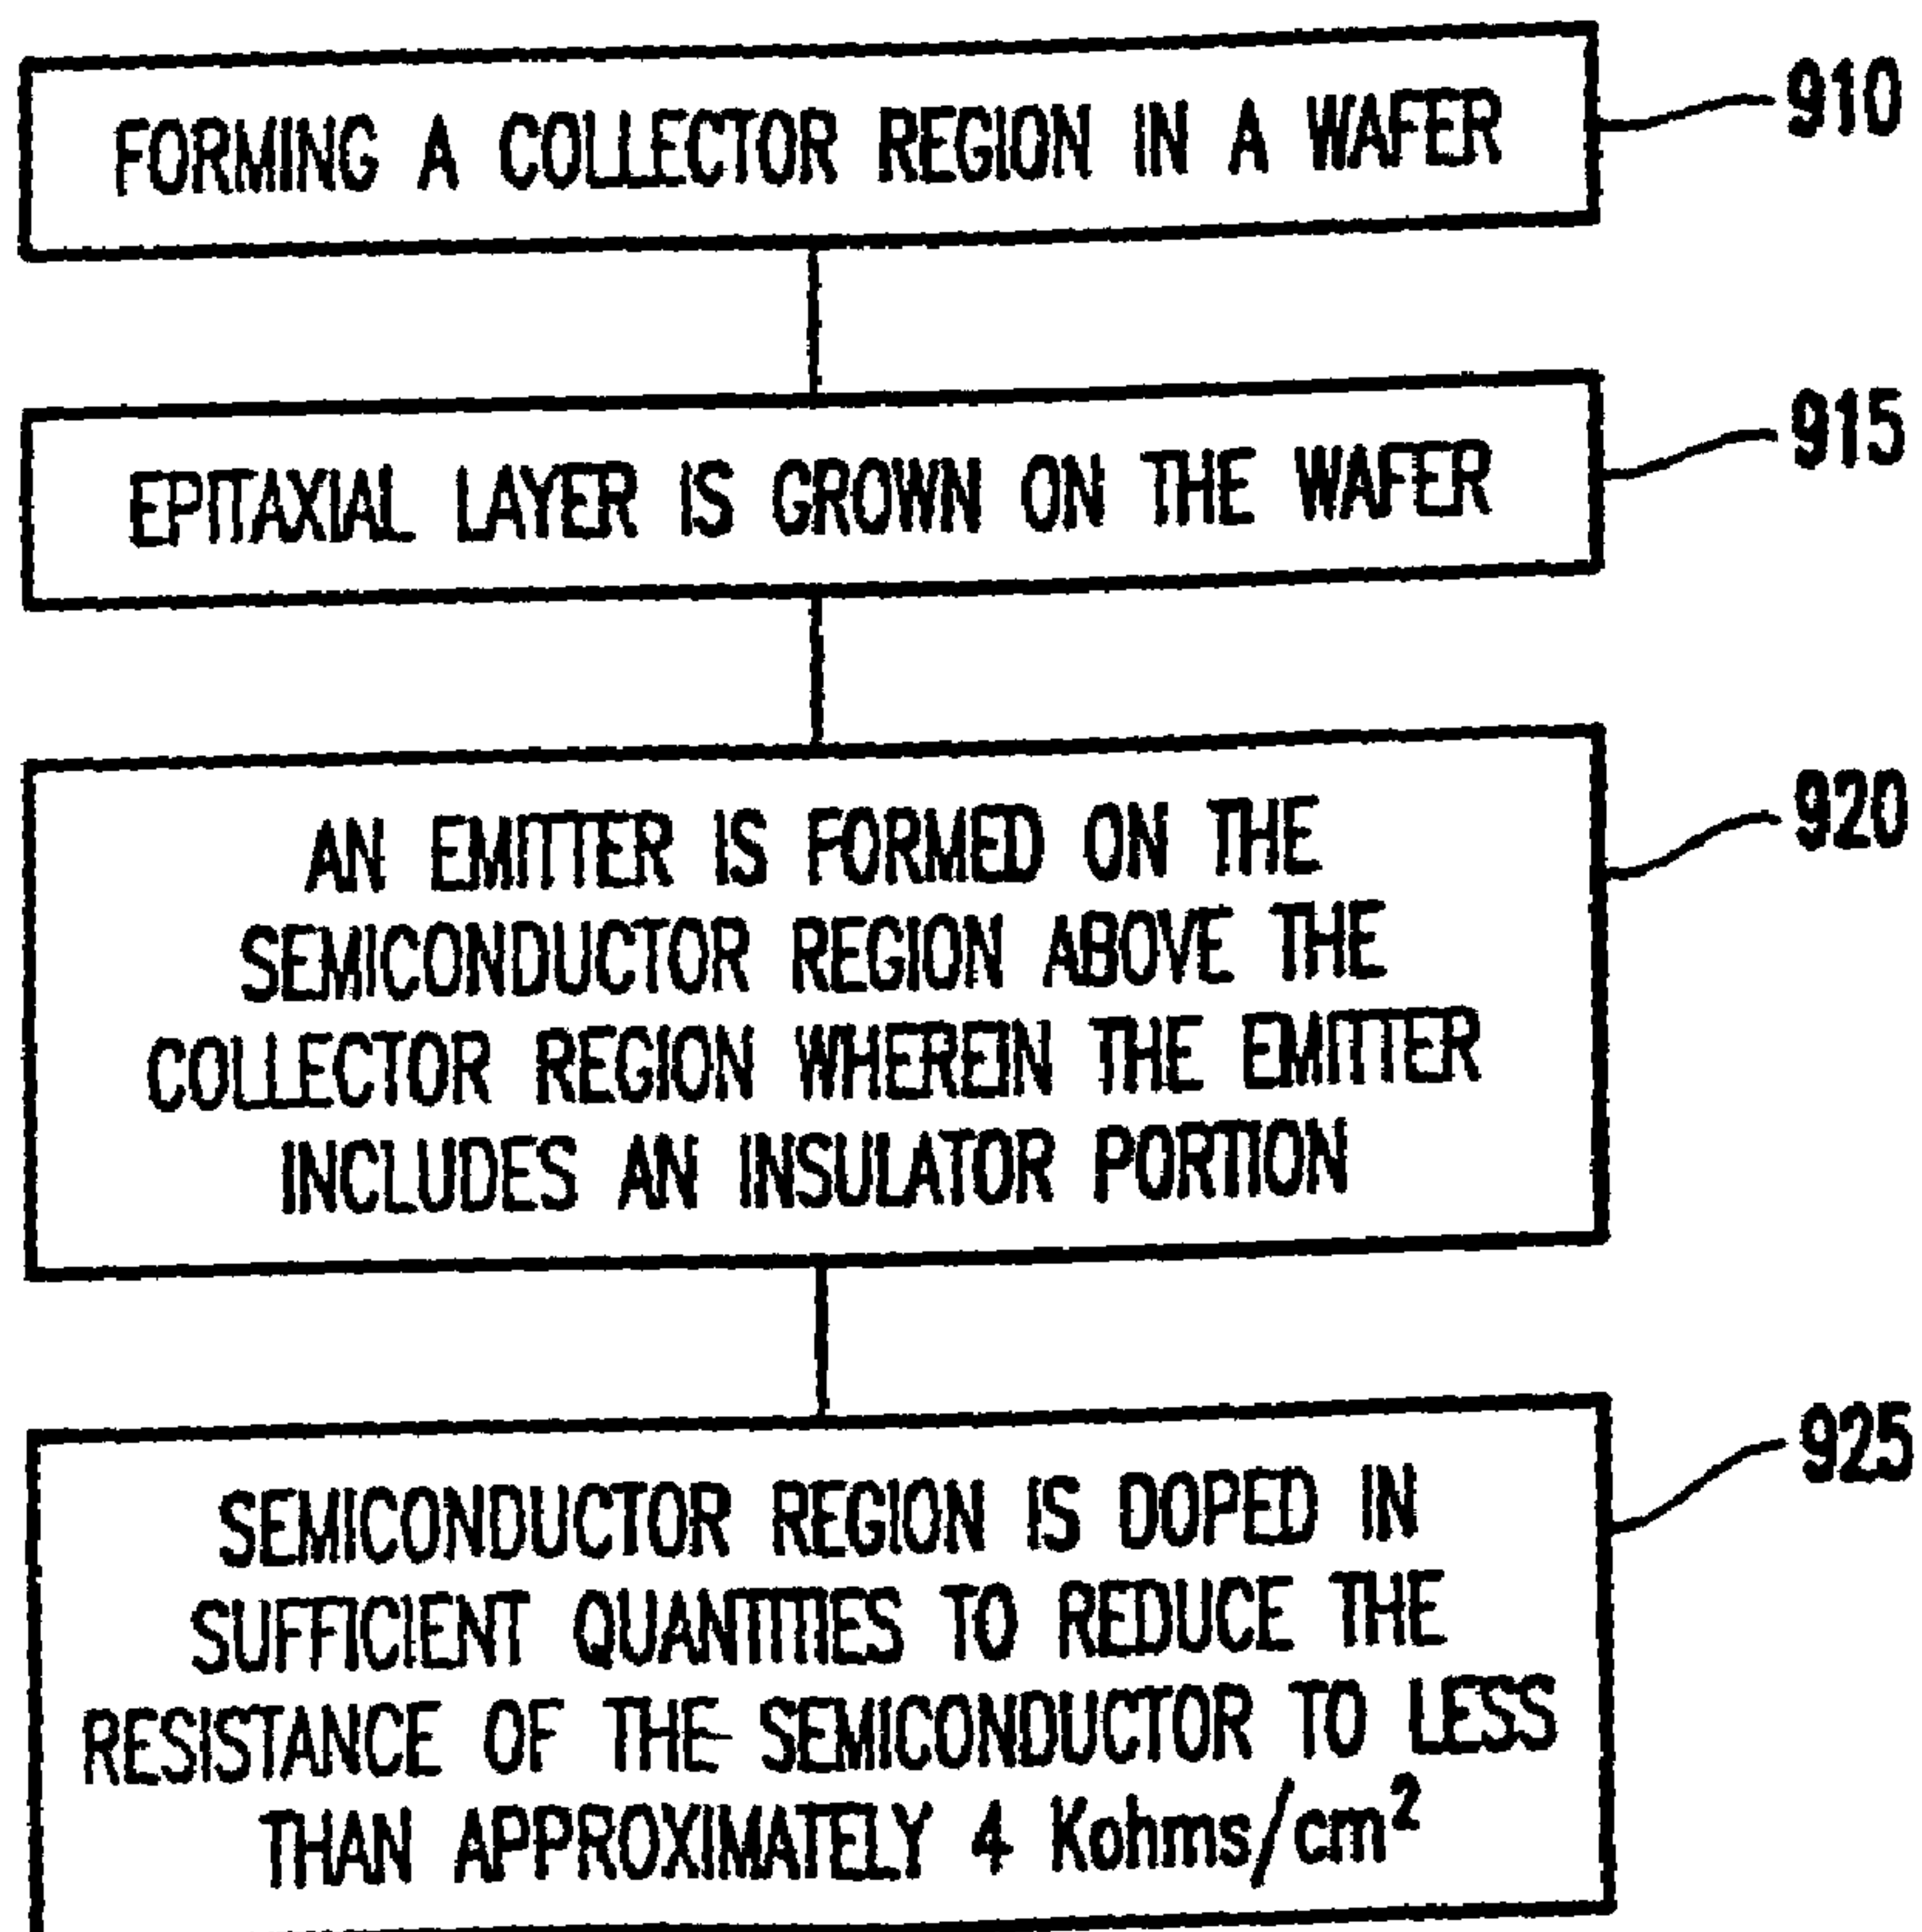 FORMING A COLLECTOR REGION IN A WAFER
910
EPITAXIAL LAYER IS GROWN ON THE WAFER
915
AN EMITTER IS FORMED ON THE
SEMICONDUCTOR REGION ABOVE THE
COLLECTOR REGION WHEREIN THE EMITTER
INCLUDES AN INSULATOR PORTION
920
SEMICONDUCTOR REGION IS DOPED IN
SUFFICIENT QUANTITIES TO REDUCE THE
RESISTANCE OF THE SEMICONDUCTOR TO LESS
THAN APPROXIMATELY 4 Kohms/cm²
925